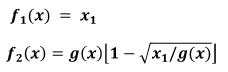 f₁(x) = x₁
f₂(x) = g(x)⌊1 − √x₁/g(x)⌋